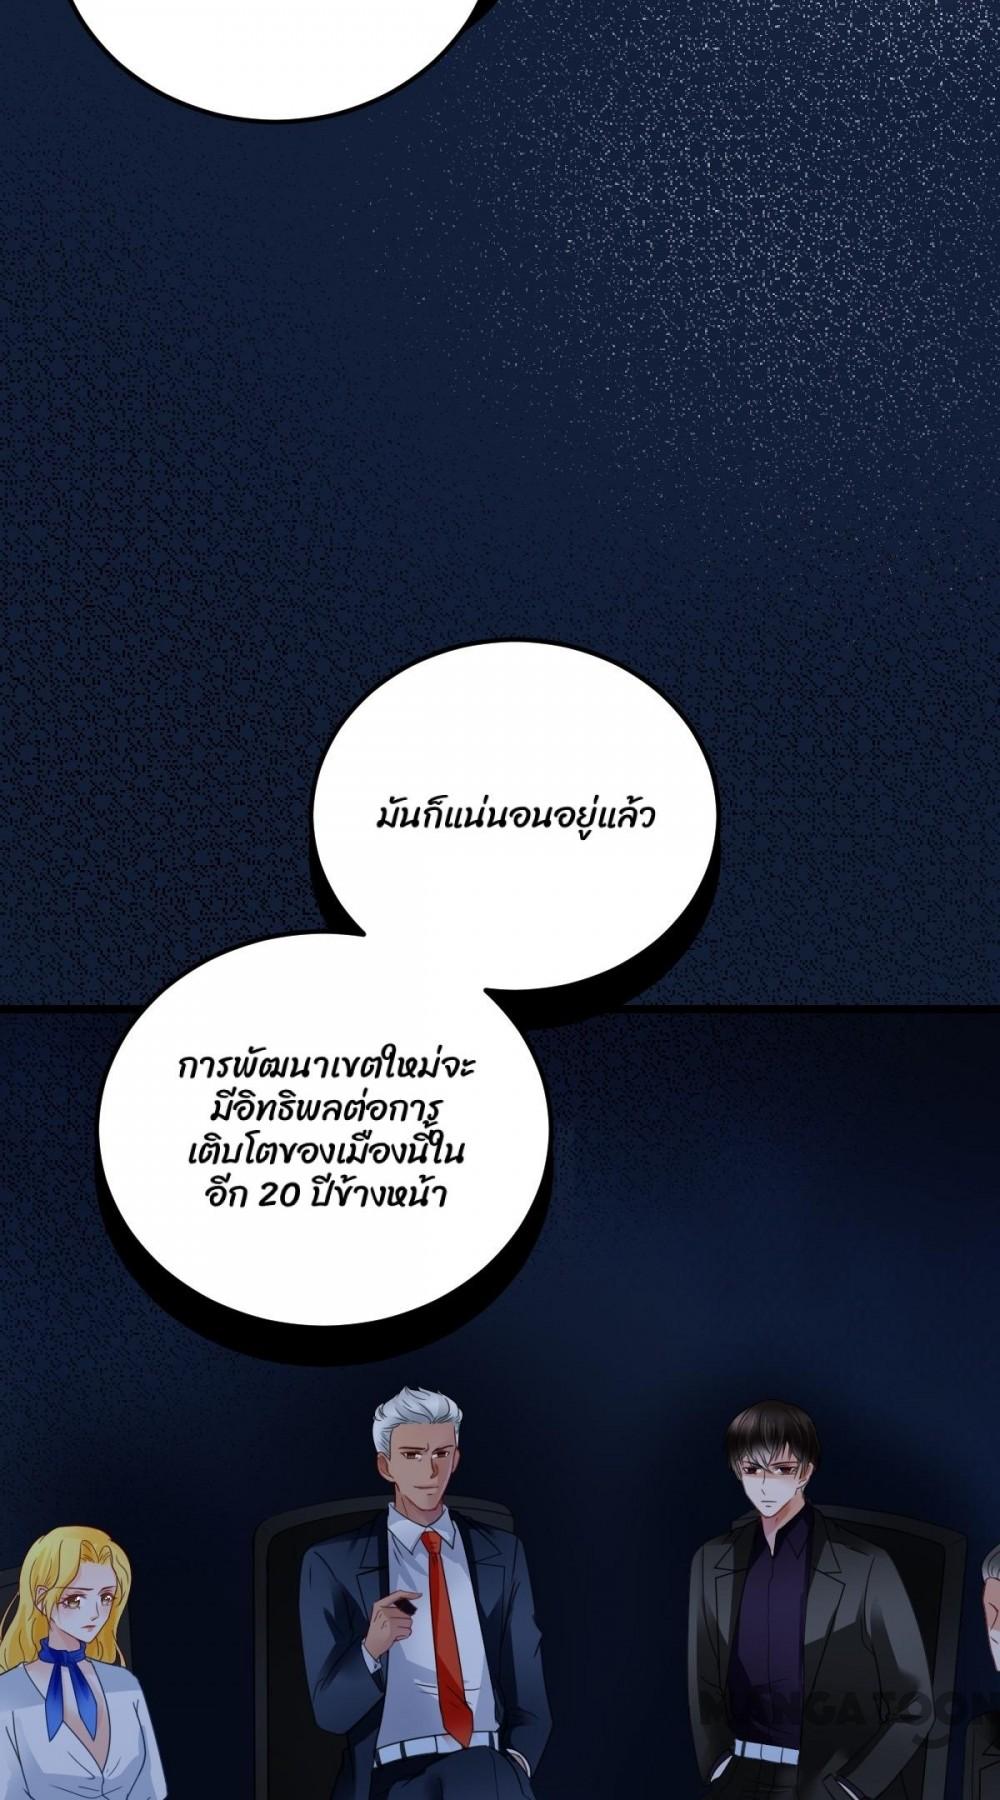 มันก็แน่นอนอยู่แล้ว
การพัฒนาเขตใหม่จะ
มีอิทธิพลต่อการ
เติบโตของเมืองนี้ใน
อีก 20 ปีข้างหน้า
MANGATOON